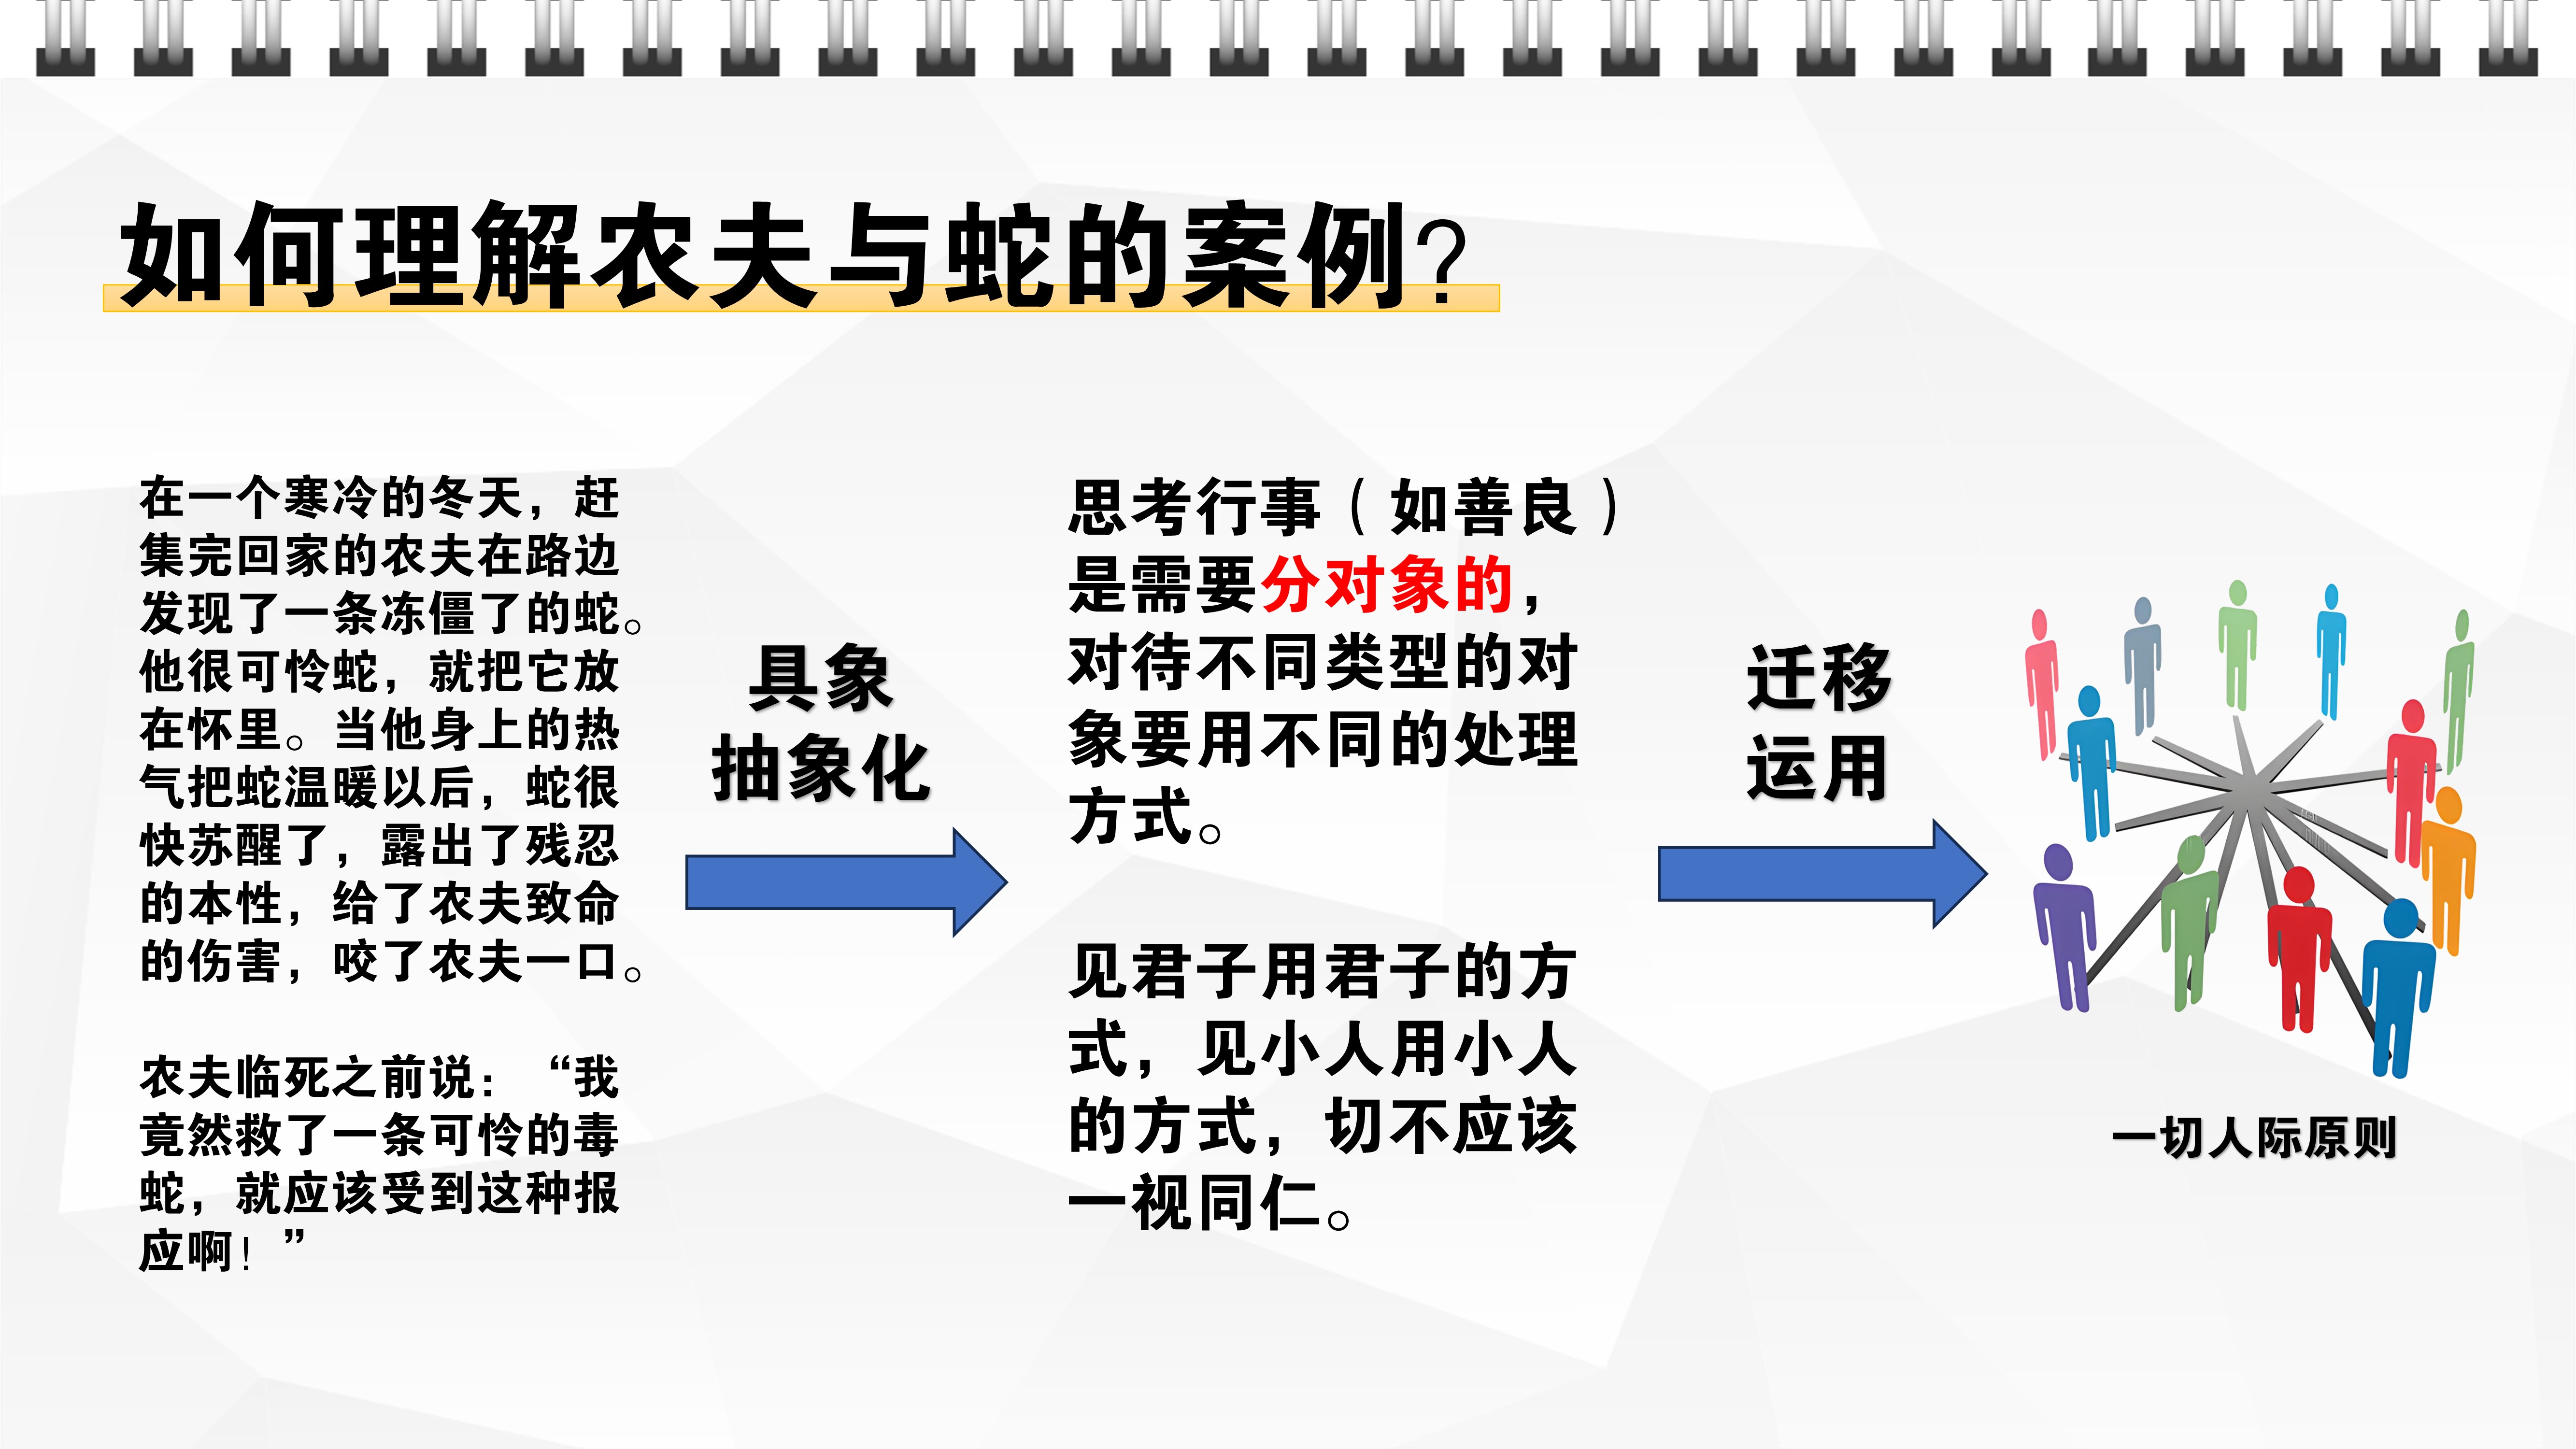 如何理解农夫与蛇的案例?
在一个寒冷的冬天，赶
集完回家的农夫在路边
发现了一条冻僵了的蛇。
他很可怜蛇，就把它放
在怀里。当他身上的热
气把蛇温暖以后，蛇很
快苏醒了，露出了残忍
的本性，给了农夫致命
的伤害，咬了农夫一口。
农夫临死之前说：“我
竟然救了一条可怜的毒
蛇，就应该受到这种报
应啊！”
具象
抽象化
思考行事（如善良）
是需要分对象的，
对待不同类型的对
象要用不同的处理
方式。
见君子用君子的方
式，见小人用小人
的方式，切不应该
一视同仁。
迁移
运用
一切人际原则